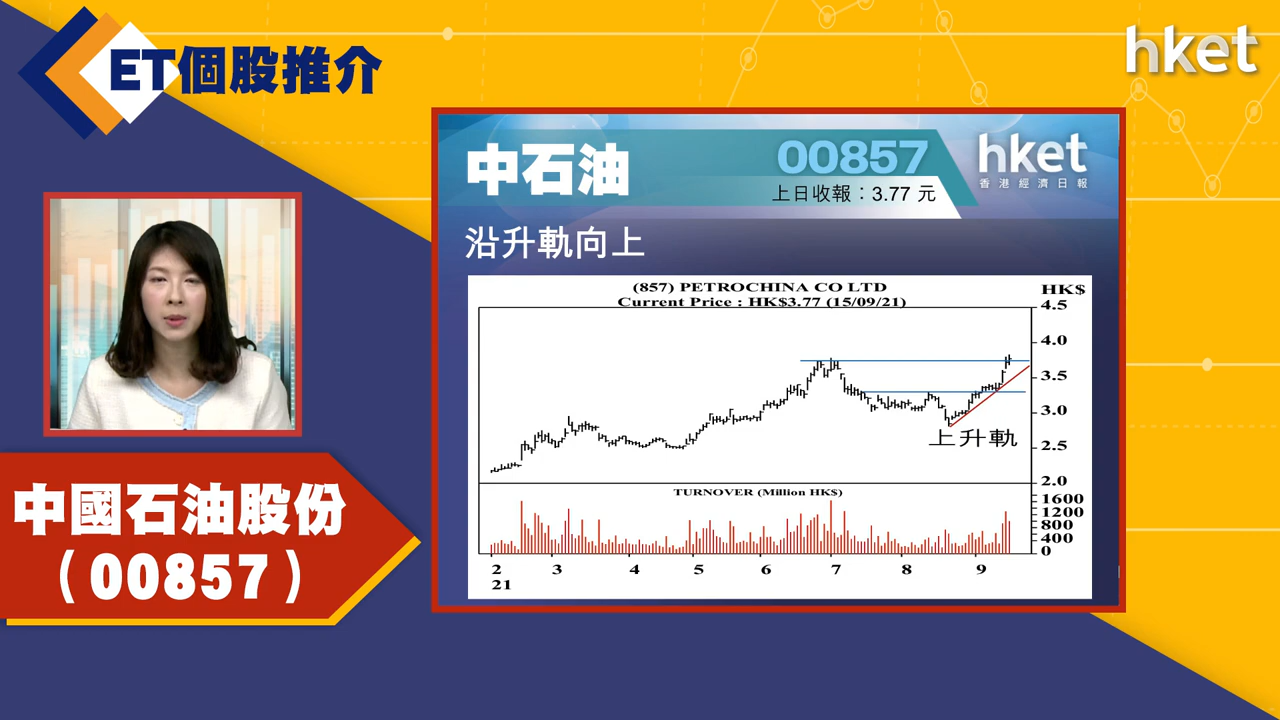 ET個股推介
hket
中石油
00857
上日收報：3.77 元
hket
香港經濟日報
沿升軌向上
(857) PETROCHINA CO LTD
Current Price : HK$3.77 (15/09/21)
HK$
4.5
4.0
3.5
3.0
2.5
2.0
上升軌
TURNOVER (Million HK$)
1600
1200
800
400
0
2 3 4 5 6 7 8 9
21
中國石油股份
（00857）